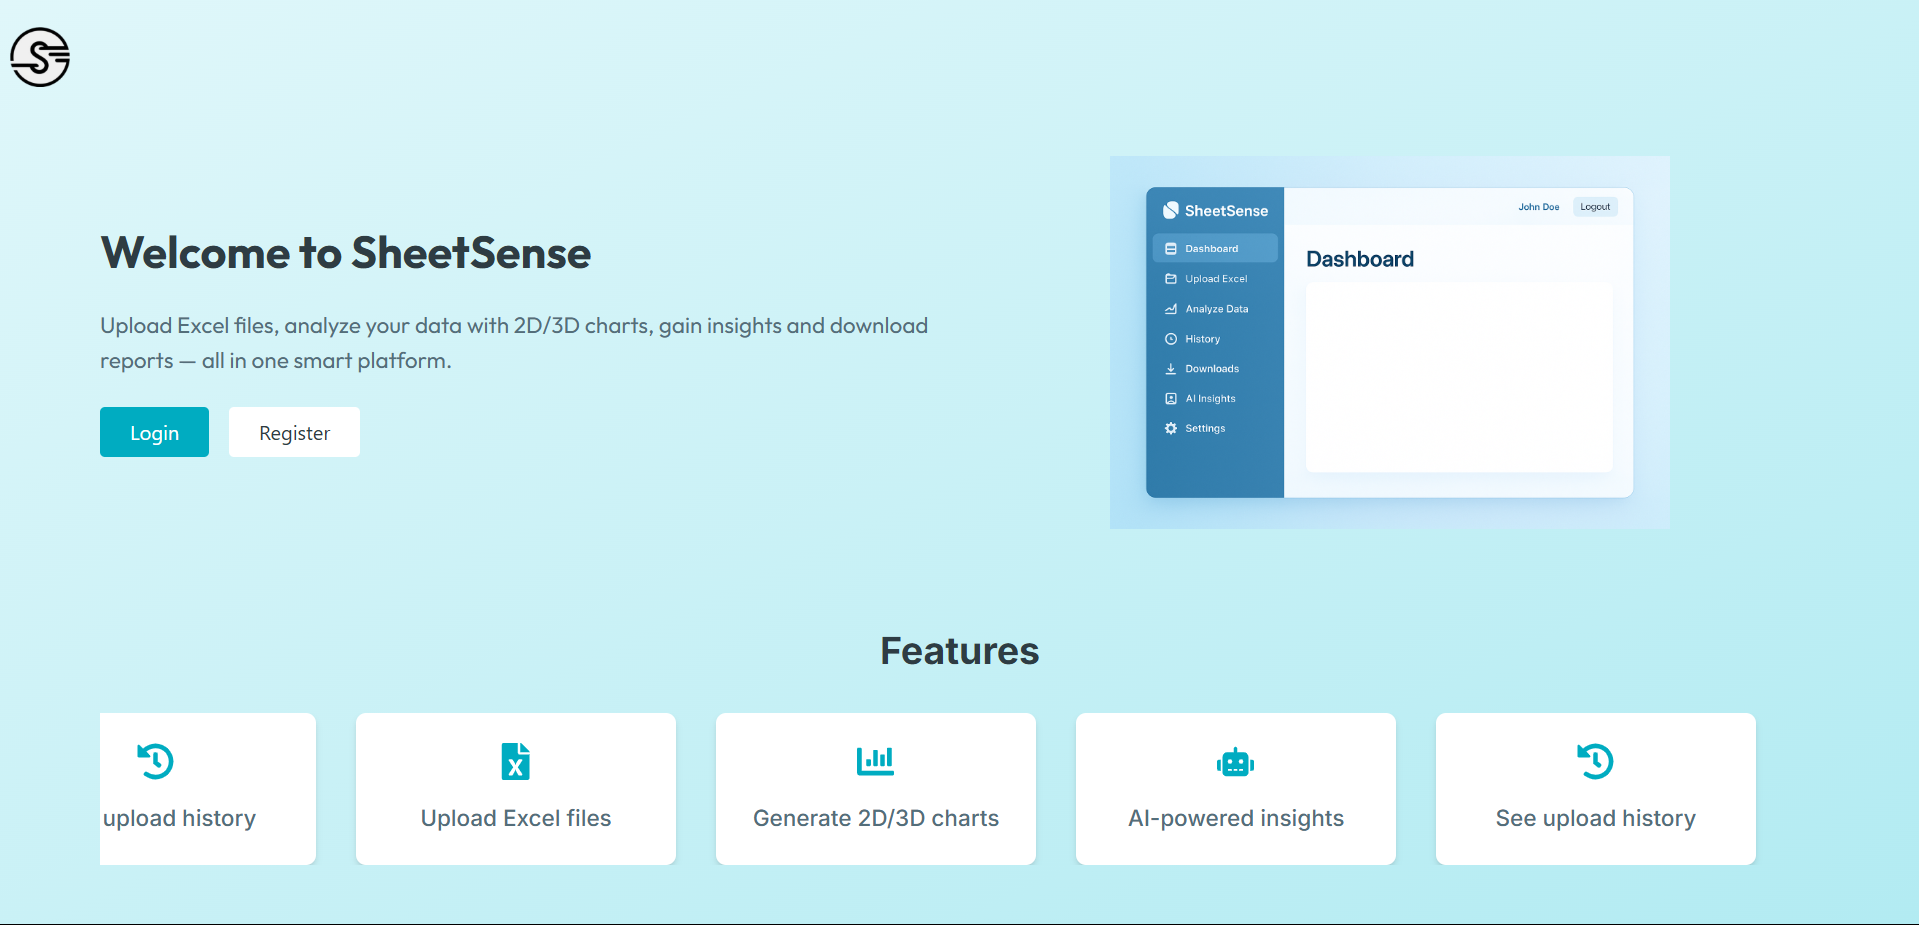 S
Welcome to SheetSense
Upload Excel files, analyze your data with 2D/3D charts, gain insights and download
reports — all in one smart platform.
Login
Register
SheetSense
John Doe
Logout
Dashboard
Upload Excel
Analyze Data
History
Downloads
AI Insights
Settings
Dashboard
Features
upload history
Upload Excel files
Generate 2D/3D charts
AI-powered insights
See upload history